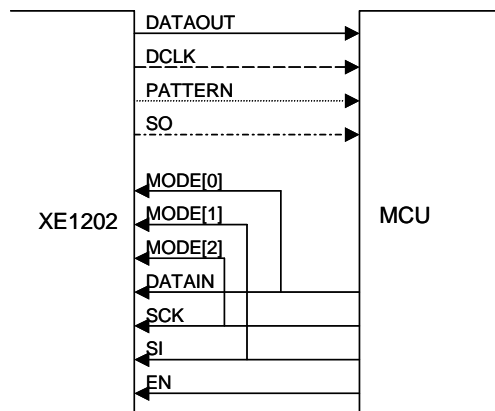 DATAOUT
DCLK
PATTERN
SO
MODE[0]
MODE[1]
XE1202
MCU
MODE[2]
DATAIN
SCK
SI
EN